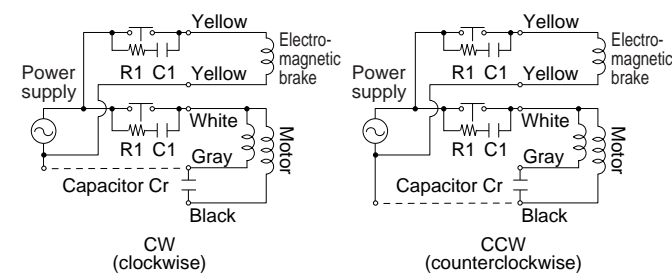 Yellow
Electro-
magnetic
brake
R1 C1
Power
supply
Yellow
White
R1 C1
Gray
Motor
Capacitor Cr
Black
CW
(clockwise)
Yellow
Electro-
magnetic
brake
R1 C1
Power
supply
Yellow
White
R1 C1
Gray
Motor
Capacitor Cr
Black
CCW
(counterclockwise)